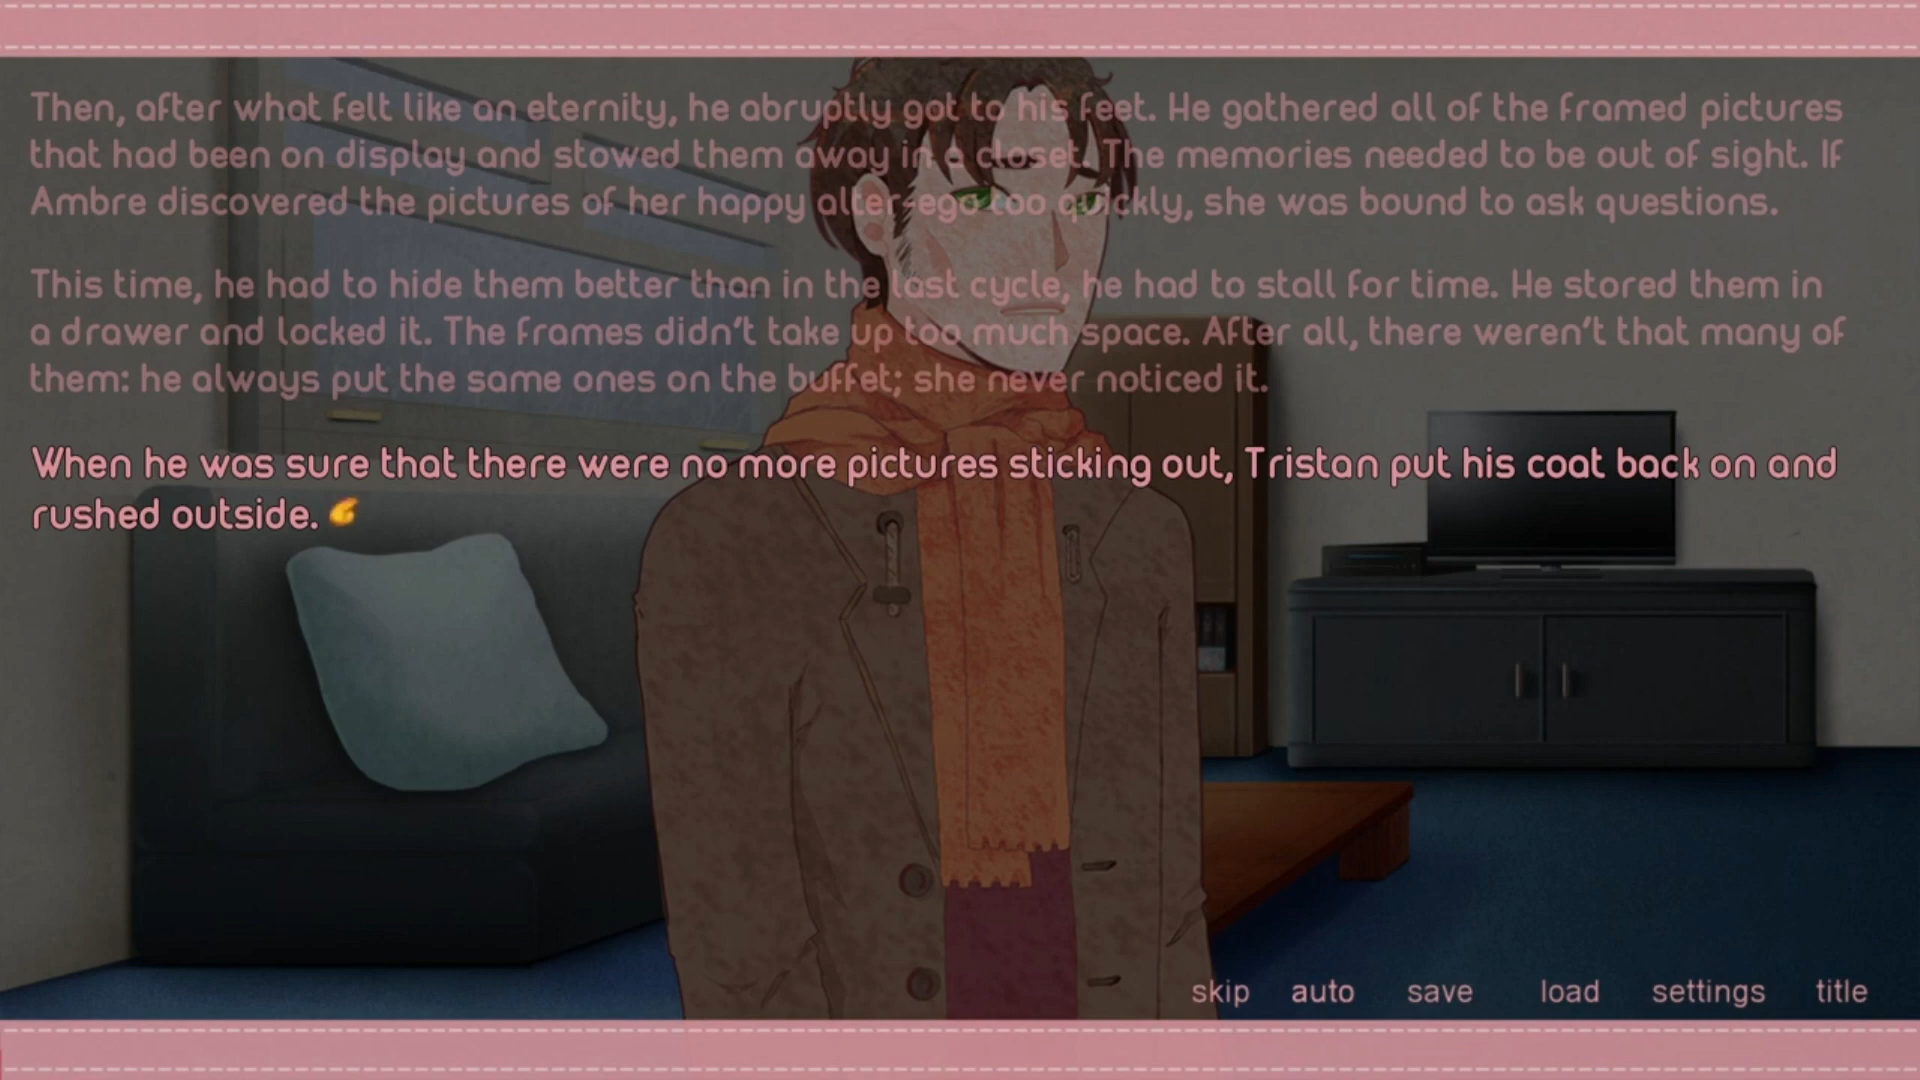 Then, after what felt like an eternity, he abruptly got to his feet. He gathered all of the framed pictures
that had been on display and stowed them away in a closet. The memories needed to be out of sight. If
Ambre discovered the pictures of her happy alter-ego too quickly, she was bound to ask questions.
This time, he had to hide them better than in the last cycle, he had to stall for time. He stored them in
a drawer and locked it. The frames didn't take up too much space. After all, there weren't that many of
them: he always put the same ones on the buffet; she never noticed it.
When he was sure that there were no more pictures sticking out, Tristan put his coat back on and
rushed outside.
skip auto save load settings title